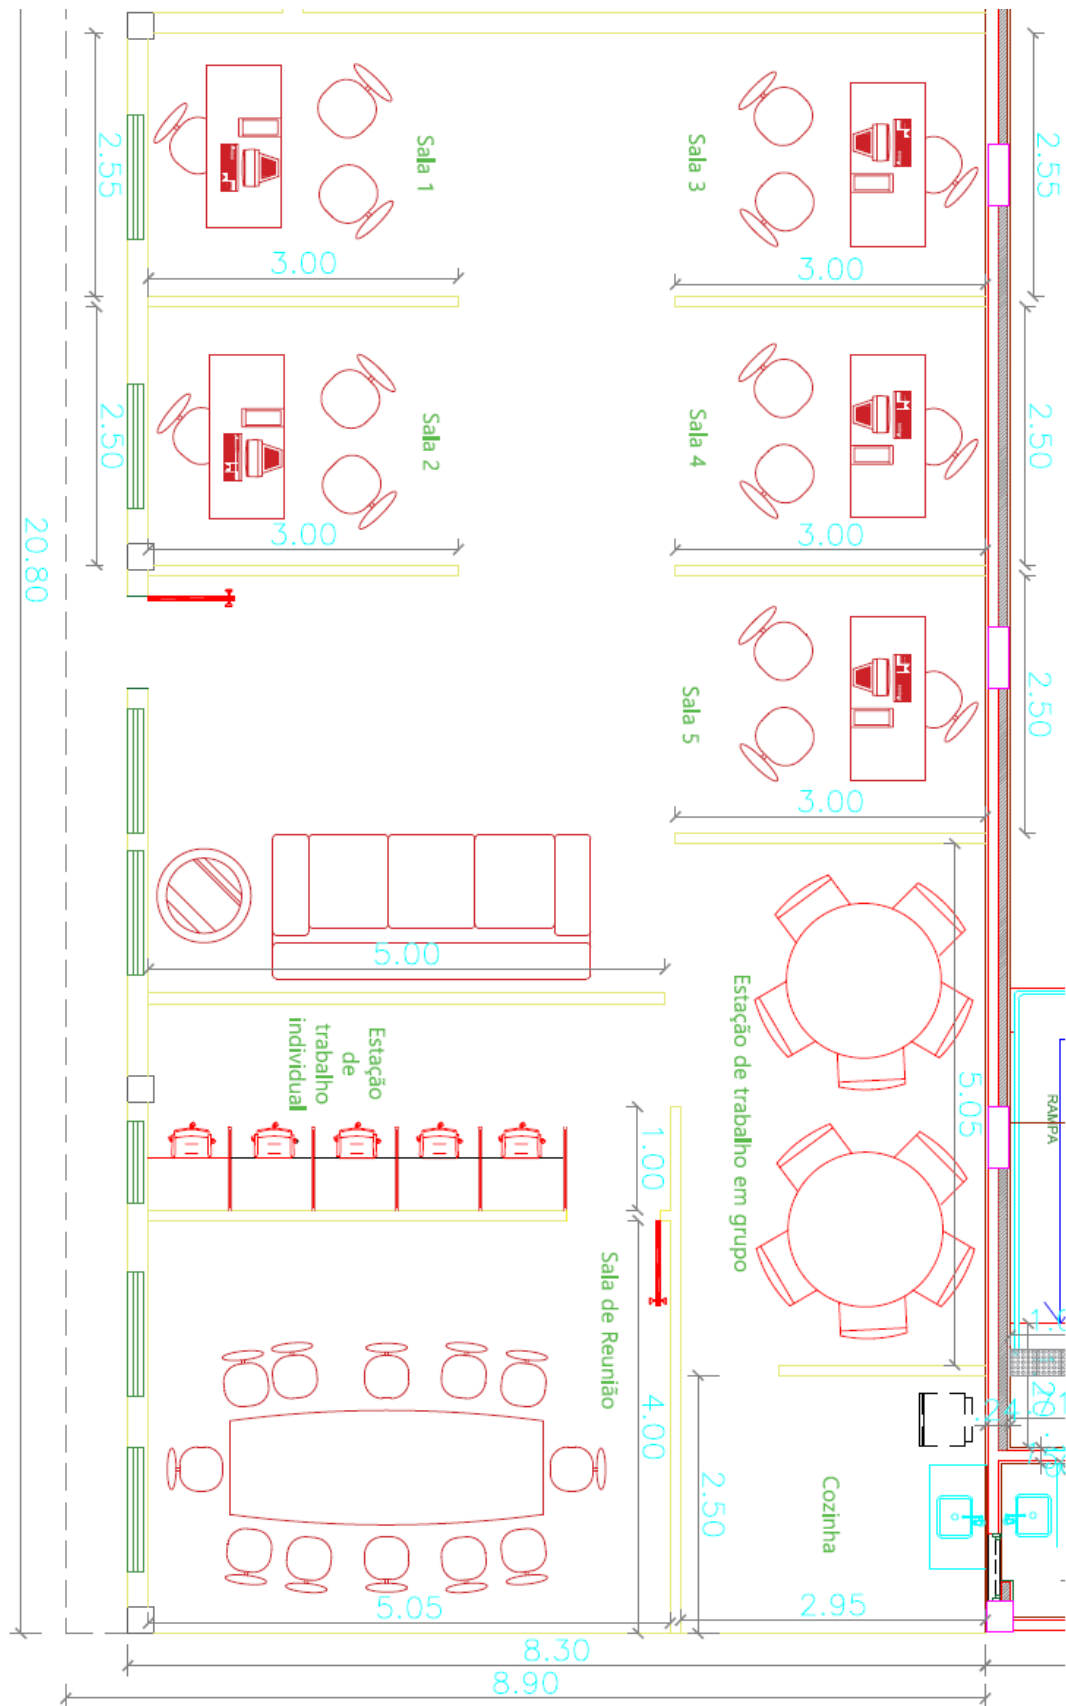 Sala 1
Sala 3
2.55
2.55
3.00
3.00
Sala 2
Sala 4
2.50
2.50
3.00
3.00
20.80
Sala 5
2.50
3.00
5.00
Estação
de
trabalho
individual
Estação de trabalho em grupo
5.05
RAMPA
1.00
Sala de Reunião
4.00
2.50
Cozinha
5.05
2.95
8.30
8.90